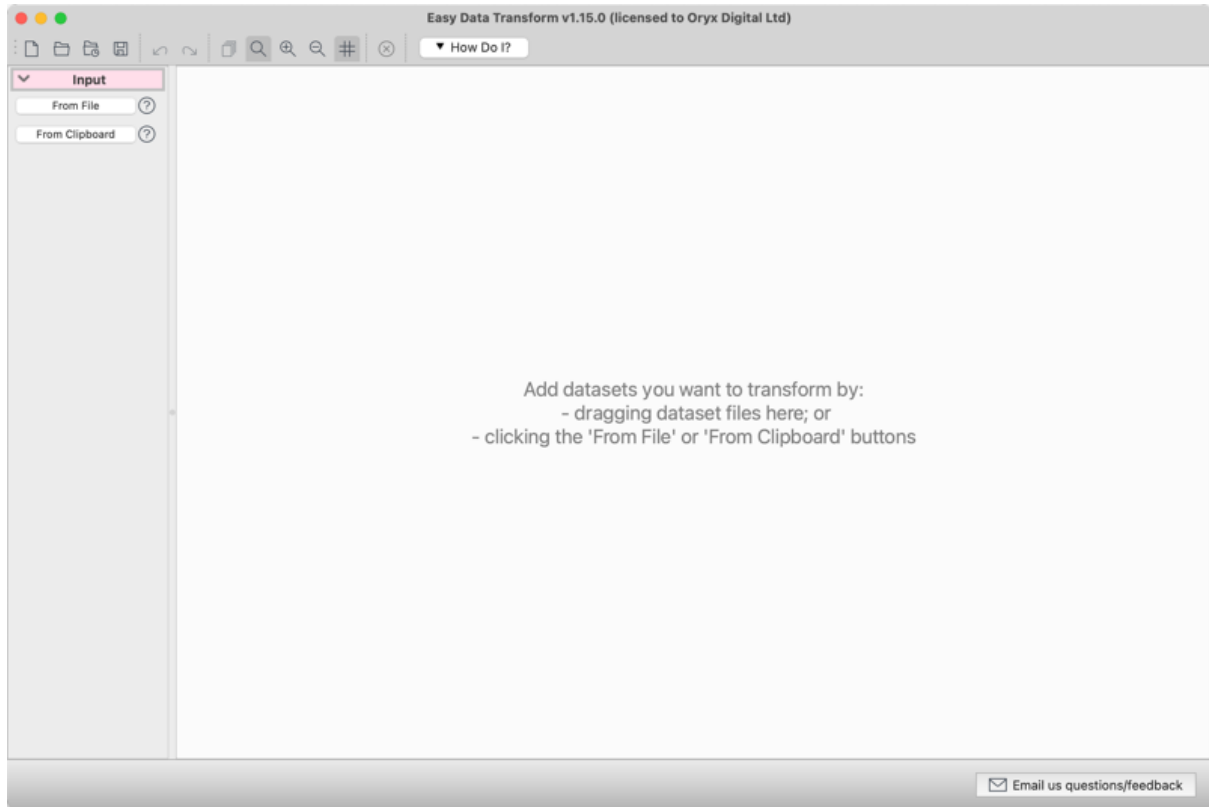 Easy Data Transform v1.15.0 (licensed to Oryx Digital Ltd)
▼ How Do I?
Input
From File ?
From Clipboard ?
Add datasets you want to transform by:
- dragging dataset files here; or
- clicking the 'From File' or 'From Clipboard' buttons
Email us questions/feedback